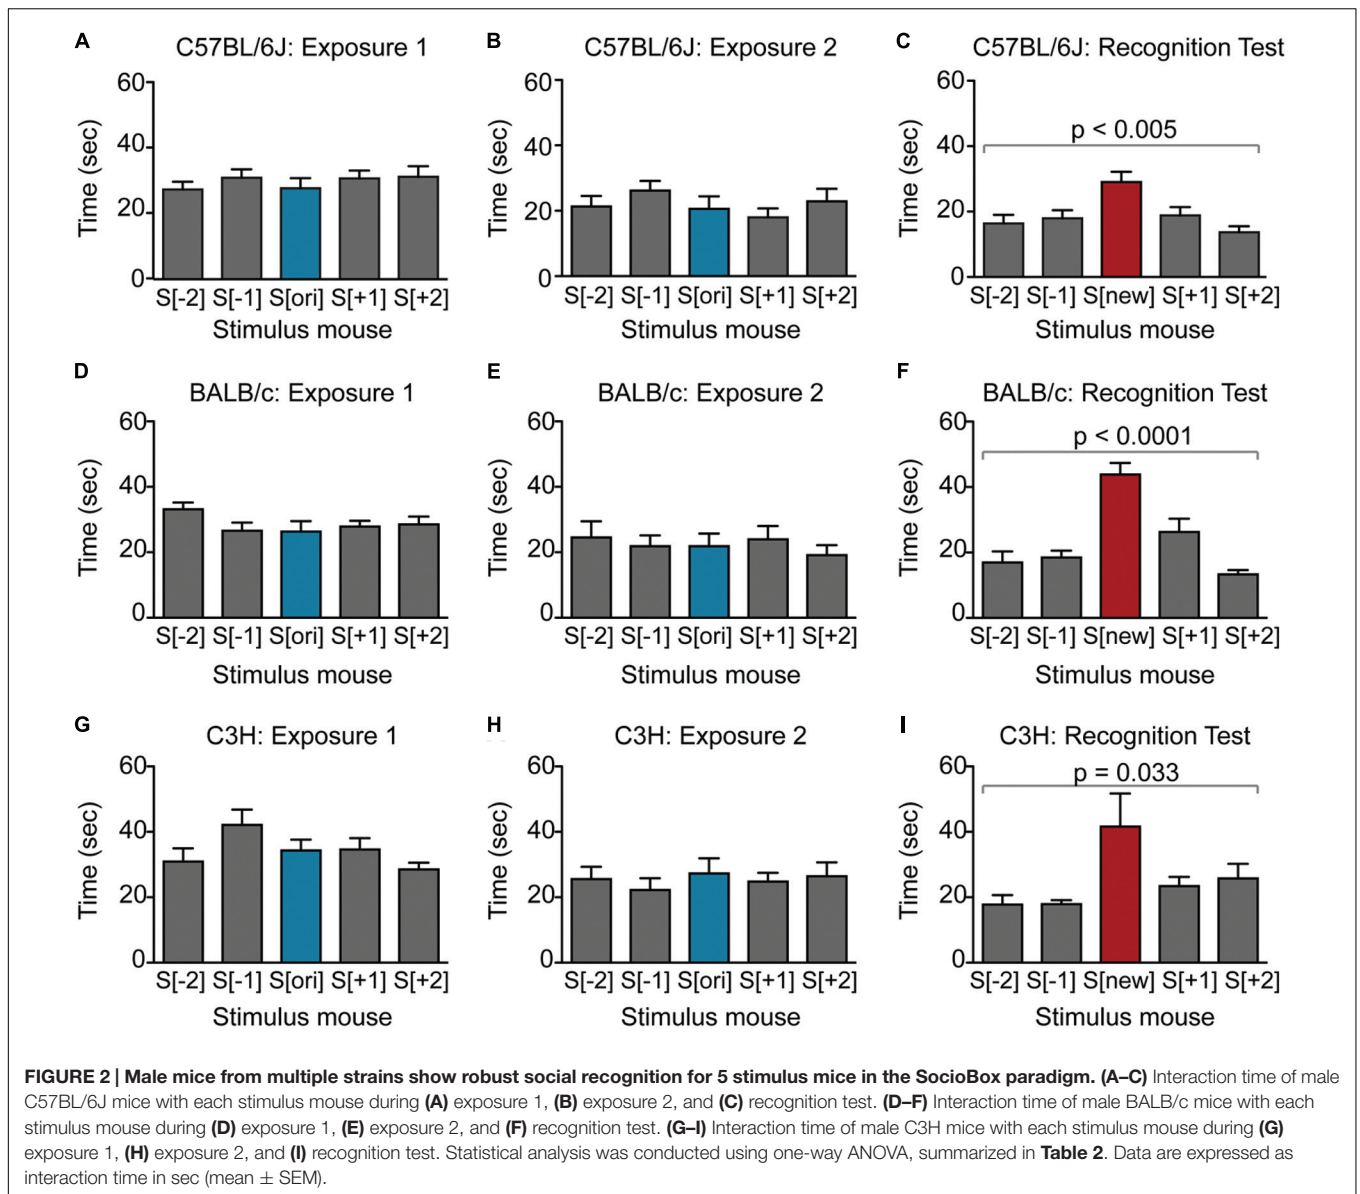 A C57BL/6J: Exposure 1
60
40
20
0
Time (sec)
S[-2] S[-1] S[ori] S[+1] S[+2]
Stimulus mouse
B C57BL/6J: Exposure 2
60
40
20
0
Time (sec)
S[-2] S[-1] S[ori] S[+1] S[+2]
Stimulus mouse
C C57BL/6J: Recognition Test
60
40
20
0
Time (sec)
p < 0.005
S[-2] S[-1] S[new] S[+1] S[+2]
Stimulus mouse
D BALB/c: Exposure 1
60
40
20
0
Time (sec)
S[-2] S[-1] S[ori] S[+1] S[+2]
Stimulus mouse
E BALB/c: Exposure 2
60
40
20
0
Time (sec)
S[-2] S[-1] S[ori] S[+1] S[+2]
Stimulus mouse
F BALB/c: Recognition Test
60
40
20
0
Time (sec)
p < 0.0001
S[-2] S[-1] S[new] S[+1] S[+2]
Stimulus mouse
G C3H: Exposure 1
60
40
20
0
Time (sec)
S[-2] S[-1] S[ori] S[+1] S[+2]
Stimulus mouse
H C3H: Exposure 2
60
40
20
0
Time (sec)
S[-2] S[-1] S[ori] S[+1] S[+2]
Stimulus mouse
I C3H: Recognition Test
60
40
20
0
Time (sec)
p = 0.033
S[-2] S[-1] S[new] S[+1] S[+2]
Stimulus mouse
FIGURE 2 | Male mice from multiple strains show robust social recognition for 5 stimulus mice in the SocioBox paradigm. (A–C) Interaction time of male
C57BL/6J mice with each stimulus mouse during (A) exposure 1, (B) exposure 2, and (C) recognition test. (D–F) Interaction time of male BALB/c mice with each
stimulus mouse during (D) exposure 1, (E) exposure 2, and (F) recognition test. (G–I) Interaction time of male C3H mice with each stimulus mouse during (G)
exposure 1, (H) exposure 2, and (I) recognition test. Statistical analysis was conducted using one-way ANOVA, summarized in Table 2. Data are expressed as
interaction time in sec (mean ± SEM).